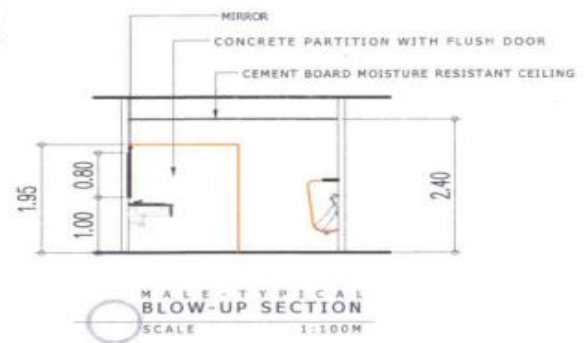 MIRROR
CONCRETE PARTITION WITH FLUSH DOOR
CEMENT BOARD MOISTURE RESISTANT CEILING
1.95
0.80
1.00
2.40
MALE-TYPICAL
BLOW-UP SECTION
SCALE 1:100M